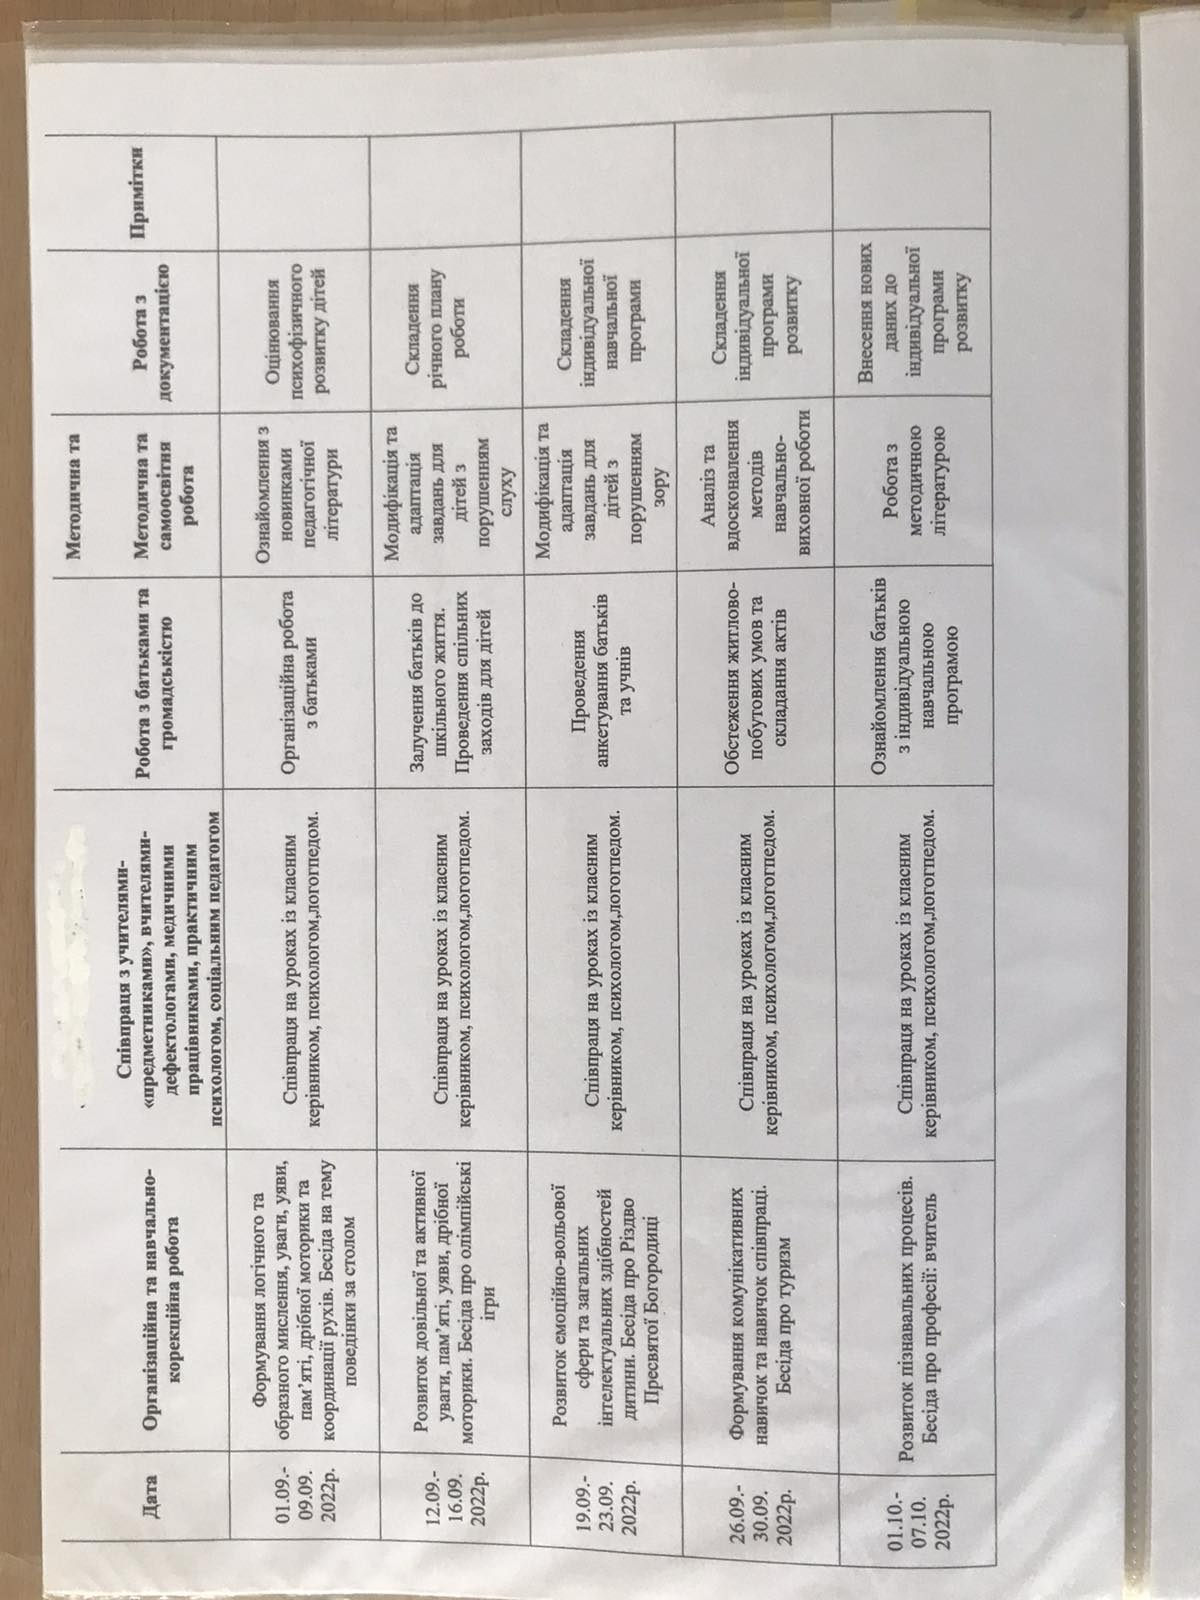 Дата
Організаційна та навчально-
корекційна робота
Співпраця з учителями-
«предметниками», вчителями-
дефектологами, медичними
працівниками, практичним
психологом, соціальним педагогом
Робота з батьками та
громадськістю
Методична та
Методична та
самоосвітня
робота
Робота з
документацією
Примітки
01.09.-
09.09.
2022р.
Формування логічного та
образного мислення, уваги, уяви,
пам’яті, дрібної моторики та
координації рухів. Бесіда на тему
поведінки за столом
Співпраця на уроках із класним
керівником, психологом,логопедом.
Організаційна робота
з батьками
Ознайомлення з
новинками
педагогічної
літератури
Оцінювання
психофізичного
розвитку дітей
12.09.-
16.09.
2022р.
Розвиток довільної та активної
уваги, пам’яті, уяви, дрібної
моторики. Бесіда про олімпійські
ігри
Співпраця на уроках із класним
керівником, психологом,логопедом.
Залучення батьків до
шкільного життя.
Проведення спільних
заходів для дітей
Модифікація та
адаптація
завдань для
дітей з
порушенням
слуху
Складення
річного плану
роботи
19.09.-
23.09.
2022р.
Розвиток емоційно-вольової
сфери та загальних
інтелектуальних здібностей
дитини. Бесіда про Різдво
Пресвятої Богородиці
Співпраця на уроках із класним
керівником, психологом,логопедом.
Проведення
анкетування батьків
та учнів
Модифікація та
адаптація
завдань для
дітей з
порушенням
зору
Складення
індивідуальної
навчальної
програми
26.09.-
30.09.
2022р.
Формування комунікативних
навичок та навичок співпраці.
Бесіда про туризм
Співпраця на уроках із класним
керівником, психологом,логопедом.
Обстеження житлово-
побутових умов та
складання актів
Аналіз та
вдосконалення
методів
навчально-
виховної роботи
Складення
індивідуальної
програми
розвитку
01.10.-
07.10.
2022р.
Розвиток пізнавальних процесів.
Бесіда про професії: вчитель
Співпраця на уроках із класним
керівником, психологом,логопедом.
Ознайомлення батьків
з індивідуальною
навчальною
програмою
Робота з
методичною
літературою
Внесення нових
даних до
індивідуальної
програми
розвитку